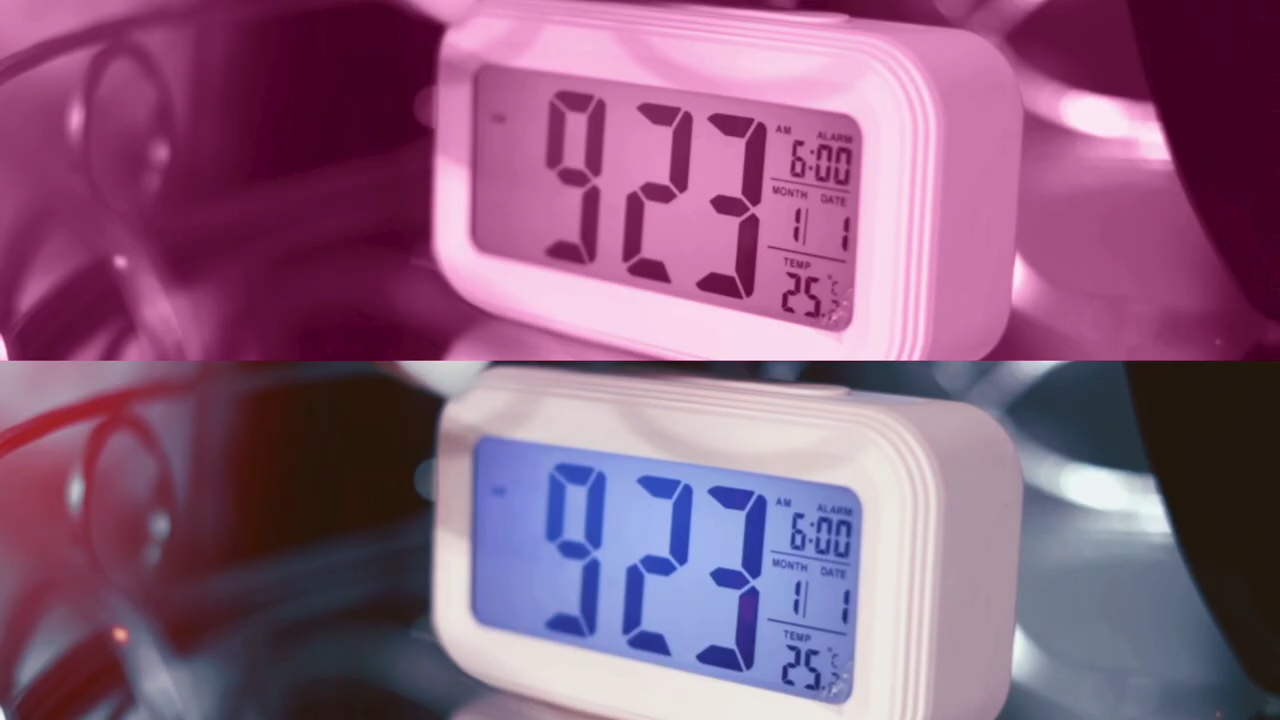 923
AM ALARM
6:00
MONTH DATE
1 1
TEMP
25. °C
923
AM ALARM
6:00
MONTH DATE
1 1
TEMP
25. °C